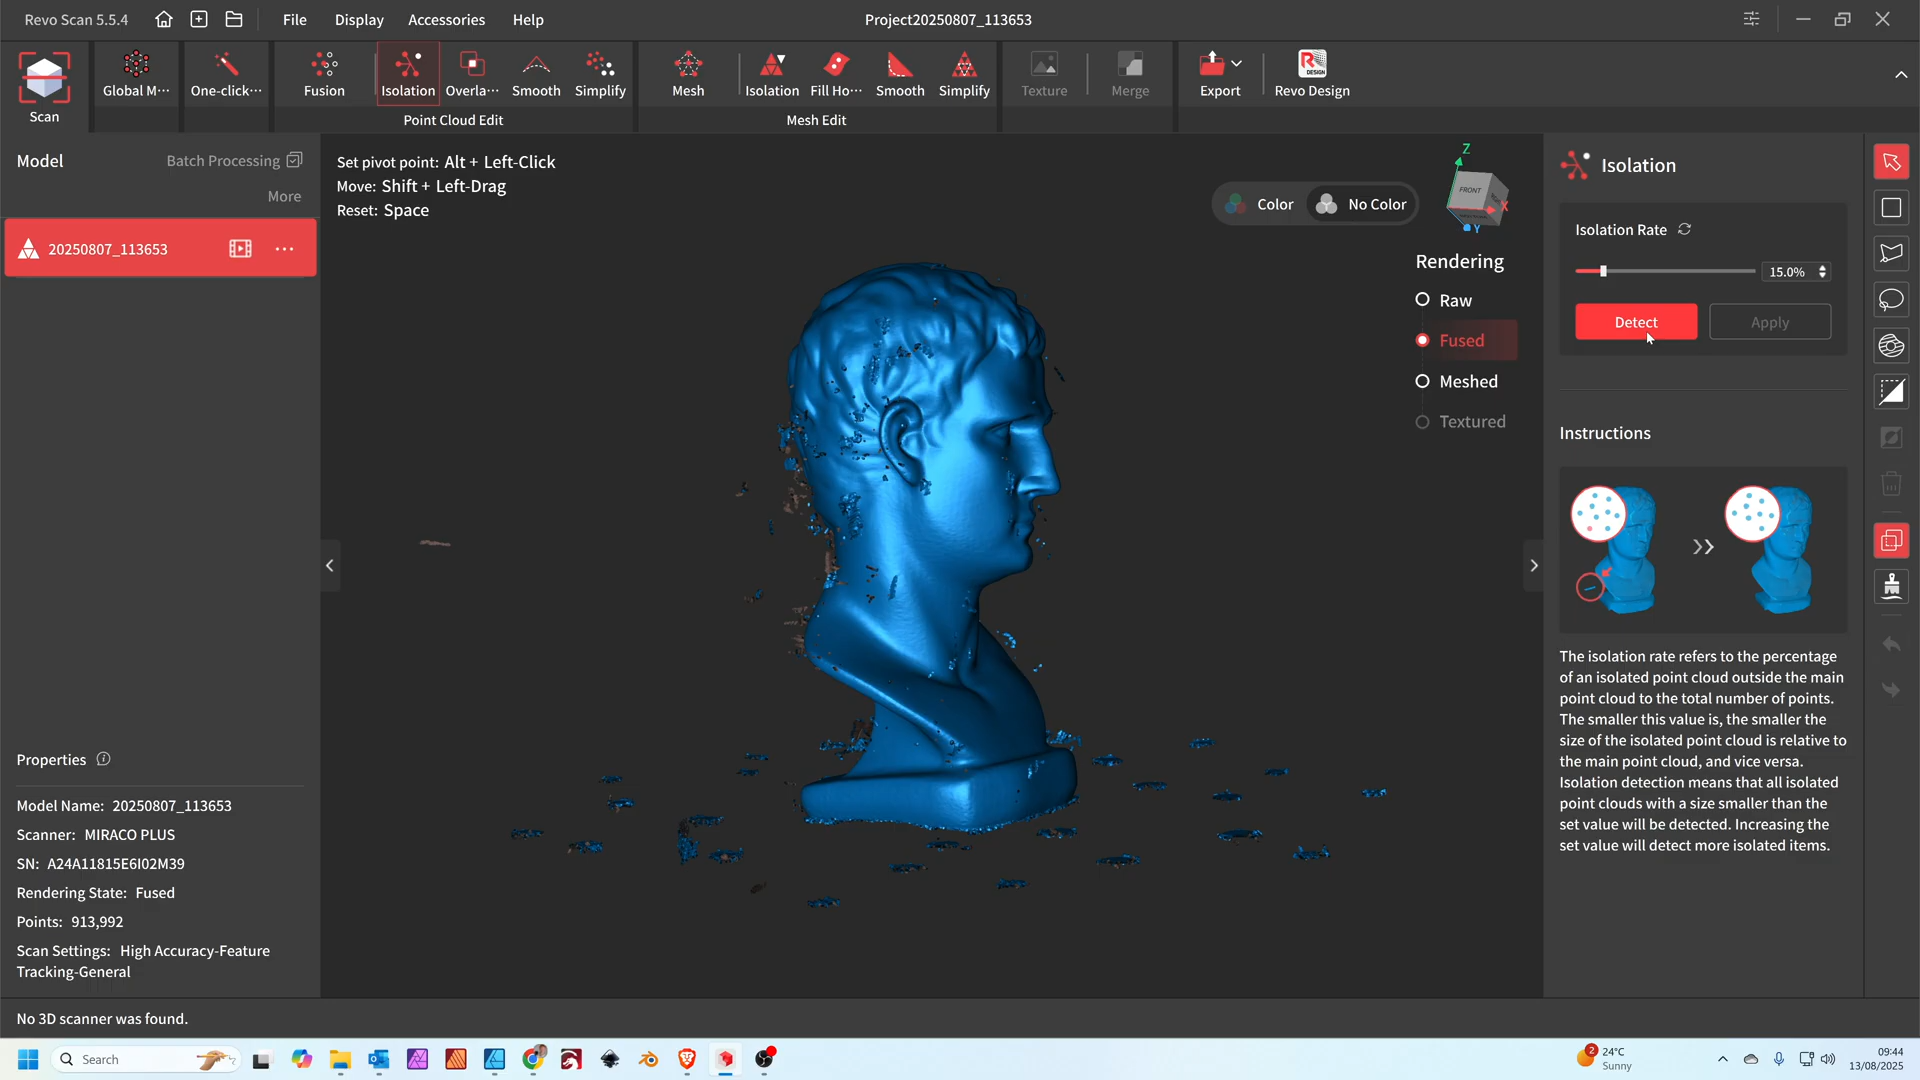 Revo Scan 5.5.4
File
Display
Accessories
Help
Project20250807_113653
Scan
Global M···
One-click···
Fusion
Isolation
Overla···
Smooth
Simplify
Point Cloud Edit
Mesh
Isolation
Fill Ho···
Smooth
Simplify
Mesh Edit
Texture
Merge
Export
Revo Design
Model
Batch Processing
More
20250807_113653
Set pivot point: Alt + Left-Click
Move: Shift + Left-Drag
Reset: Space
Color
No Color
Z
FRONT
X
Y
Rendering
Raw
Fused
Meshed
Textured
Isolation
Isolation Rate
15.0%
Detect
Apply
Instructions
The isolation rate refers to the percentage
of an isolated point cloud outside the main
point cloud to the total number of points.
The smaller this value is, the smaller the
size of the isolated point cloud is relative to
the main point cloud, and vice versa.
Isolation detection means that all isolated
point clouds with a size smaller than the
set value will be detected. Increasing the
set value will detect more isolated items.
Properties
Model Name: 20250807_113653
Scanner: MIRACO PLUS
SN: A24A11815E6I02M39
Rendering State: Fused
Points: 913,992
Scan Settings: High Accuracy-Feature
Tracking-General
No 3D scanner was found.
Search
2
24°C
Sunny
09:44
13/08/2025